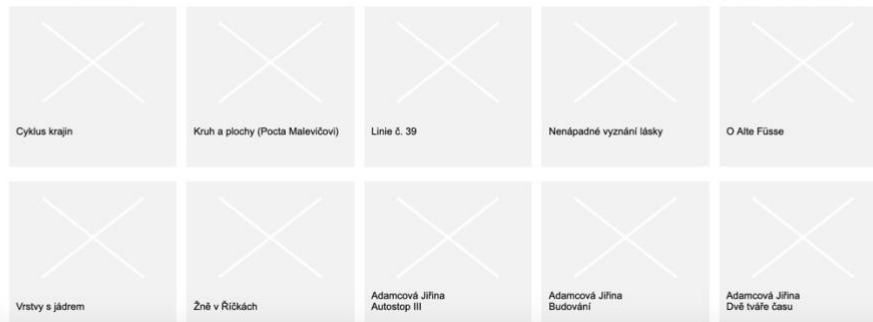 Cyklus krajin
Kruh a plochy (Pocta Malevičovi)
Linie č. 39
Nenápadné vyznání lásky
O Alte Füsse
Vrstvy s jádrem
Žně v Říčkách
Adamcová Jiřina
Autostop III
Adamcová Jiřina
Budování
Adamcová Jiřina
Dvě tváře času